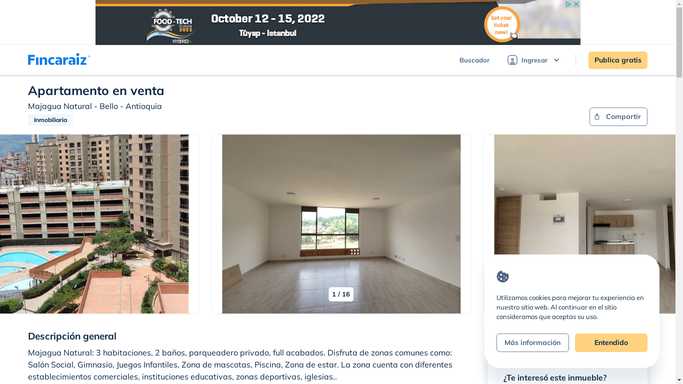 FOOD-TECH
EURASIA
HYBRID
October 12 - 15, 2022
Tüyap - Istanbul
Get your
ticket
now!
Fincaraiz
Buscador
Ingresar
Publica gratis
Apartamento en venta
Majagua Natural - Bello - Antioquia
Inmobiliaria
Compartir
1 / 16
Utilizamos cookies para mejorar tu experiencia en
nuestro sitio web. Al continuar en el sitio
consideramos que aceptas su uso.
Más información
Entendido
Descripción general
Majagua Natural: 3 habitaciones, 2 baños, parqueadero privado, full acabados. Disfruta de zonas comunes como:
Salón Social, Gimnasio, Juegos Infantiles, Zona de mascotas, Piscina, Zona de estar. La zona cuenta con diferentes
establecimientos comerciales, instituciones educativas, zonas deportivas, iglesias..
¿Te interesó este inmueble?